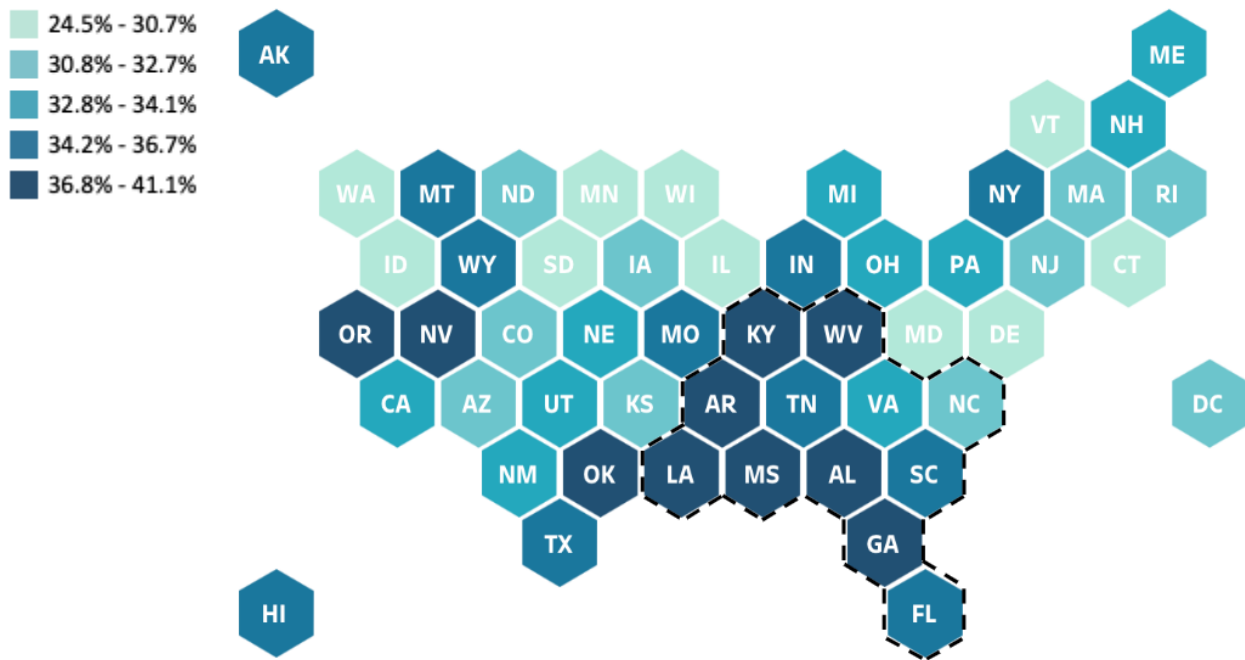 24.5% - 30.7%
30.8% - 32.7%
32.8% - 34.1%
34.2% - 36.7%
36.8% - 41.1%
AK
ME
VT NH
WA MT ND MN WI MI NY MA RI
ID WY SD IA IL IN OH PA NJ CT
OR NV CO NE MO KY WV MD DE
CA AZ UT KS AR TN VA NC DC
NM OK LA MS AL SC
TX GA
HI FL